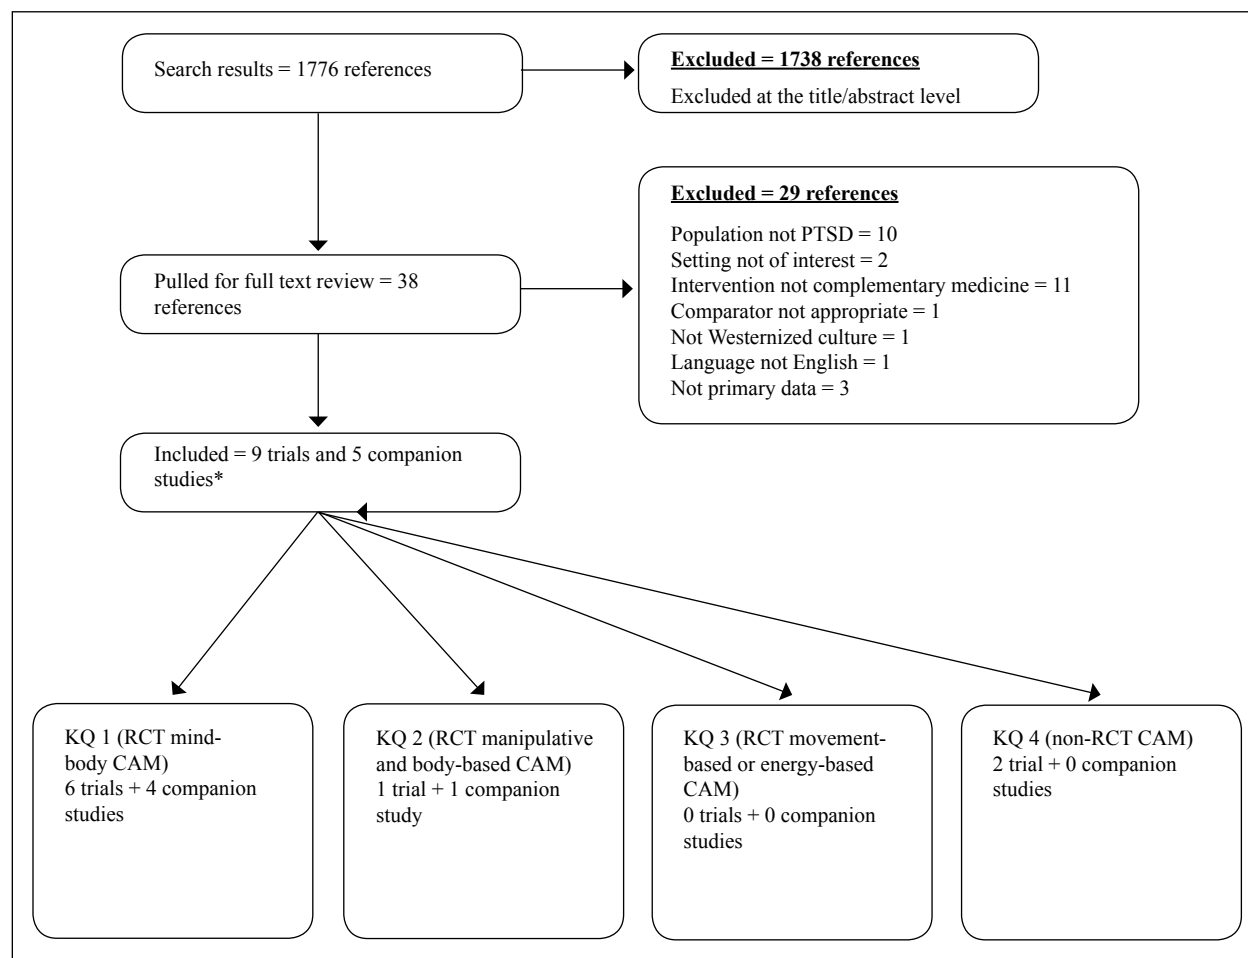 Search results = 1776 references
Excluded = 1738 references
Excluded at the title/abstract level
Excluded = 29 references
Population not PTSD = 10
Setting not of interest = 2
Intervention not complementary medicine = 11
Comparator not appropriate = 1
Not Westernized culture = 1
Language not English = 1
Not primary data = 3
Pulled for full text review = 38
references
Included = 9 trials and 5 companion
studies*
KQ 1 (RCT mind-
body CAM)
6 trials + 4 companion
studies
KQ 2 (RCT manipulative
and body-based CAM)
1 trial + 1 companion
study
KQ 3 (RCT movement-
based or energy-based
CAM)
0 trials + 0 companion
studies
KQ 4 (non-RCT CAM)
2 trial + 0 companion
studies